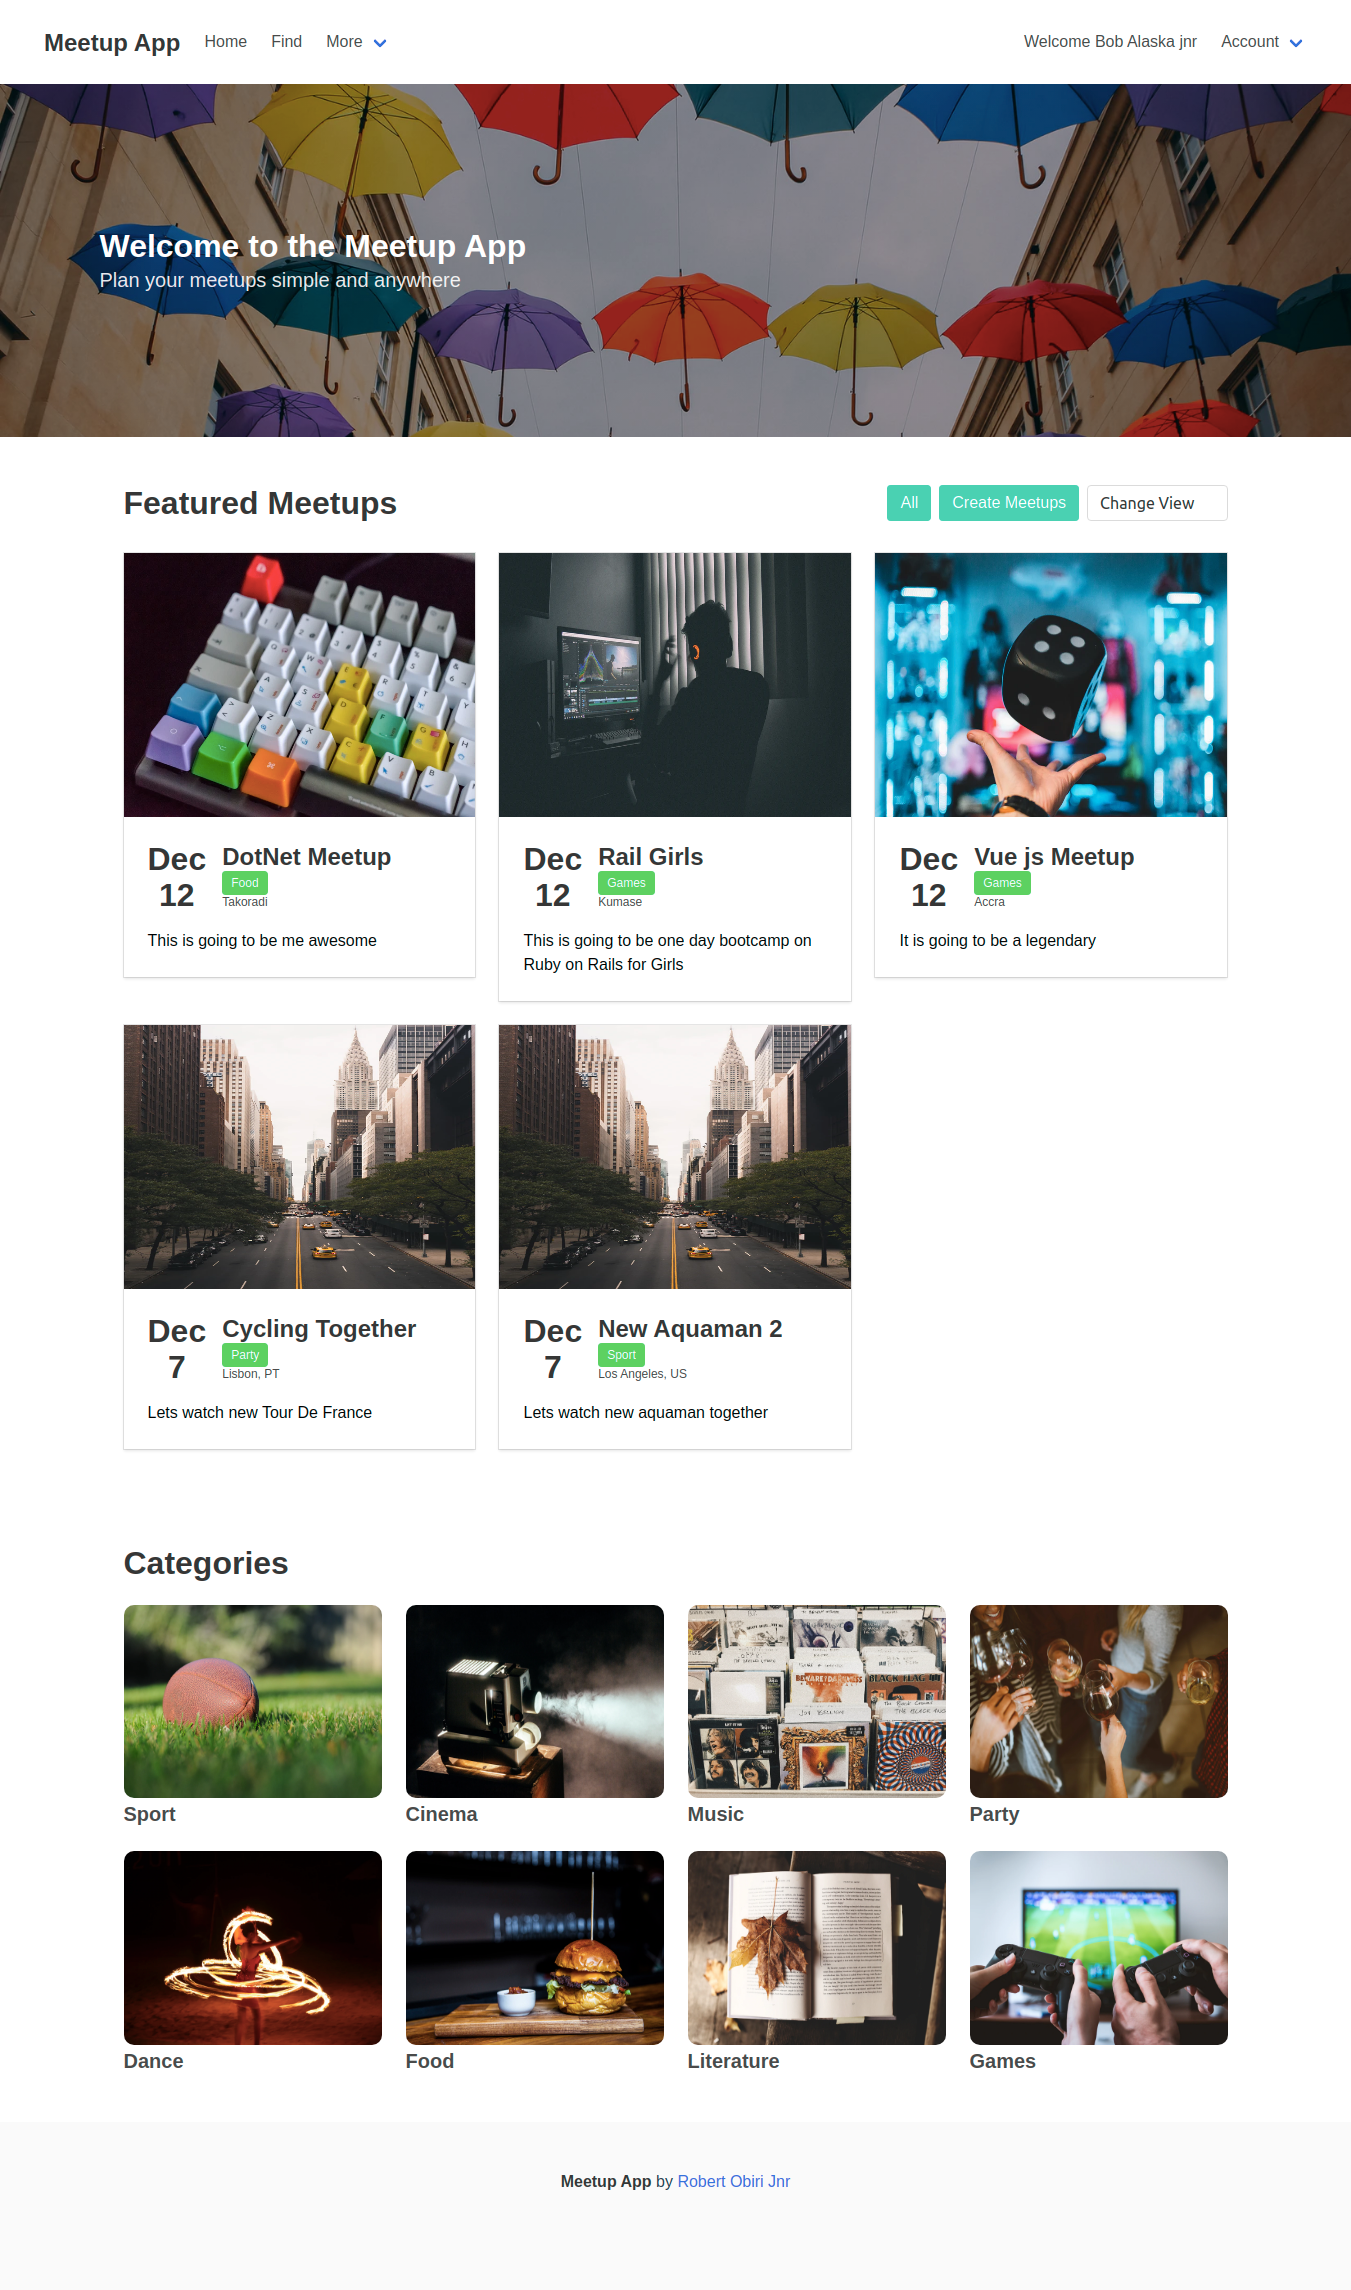 Meetup App Home Find More Welcome Bob Alaska jnr Account
Welcome to the Meetup App
Plan your meetups simple and anywhere
Featured Meetups All Create Meetups Change View
Dec
12
DotNet Meetup
Food
Takoradi
This is going to be me awesome
Dec
12
Rail Girls
Games
Kumase
This is going to be one day bootcamp on
Ruby on Rails for Girls
Dec
12
Vue js Meetup
Games
Accra
It is going to be a legendary
Dec
7
Cycling Together
Party
Lisbon, PT
Lets watch new Tour De France
Dec
7
New Aquaman 2
Sport
Los Angeles, US
Lets watch new aquaman together
Categories
BLACK FLAG
Sport
Cinema
Music
Party
Dance
Food
Literature
Games
Meetup App by Robert Obiri Jnr